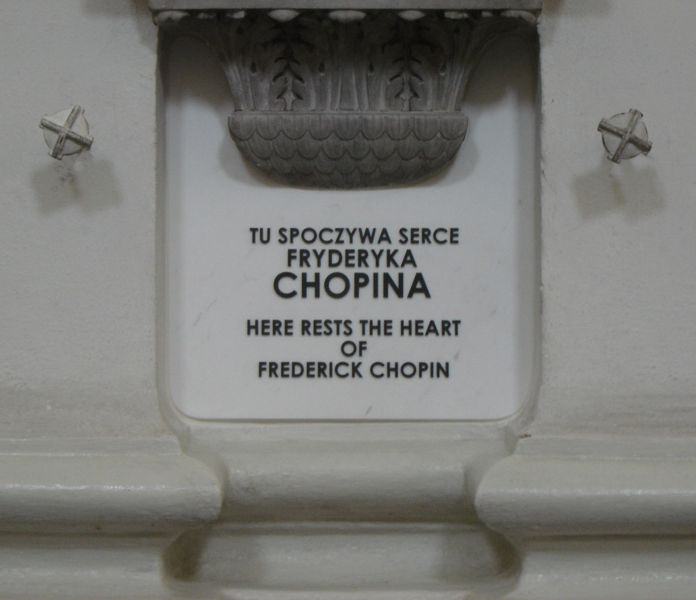 TU SPOCZYWA SERCE
FRYDERYKA
CHOPINA
HERE RESTS THE HEART
OF
FREDERICK CHOPIN